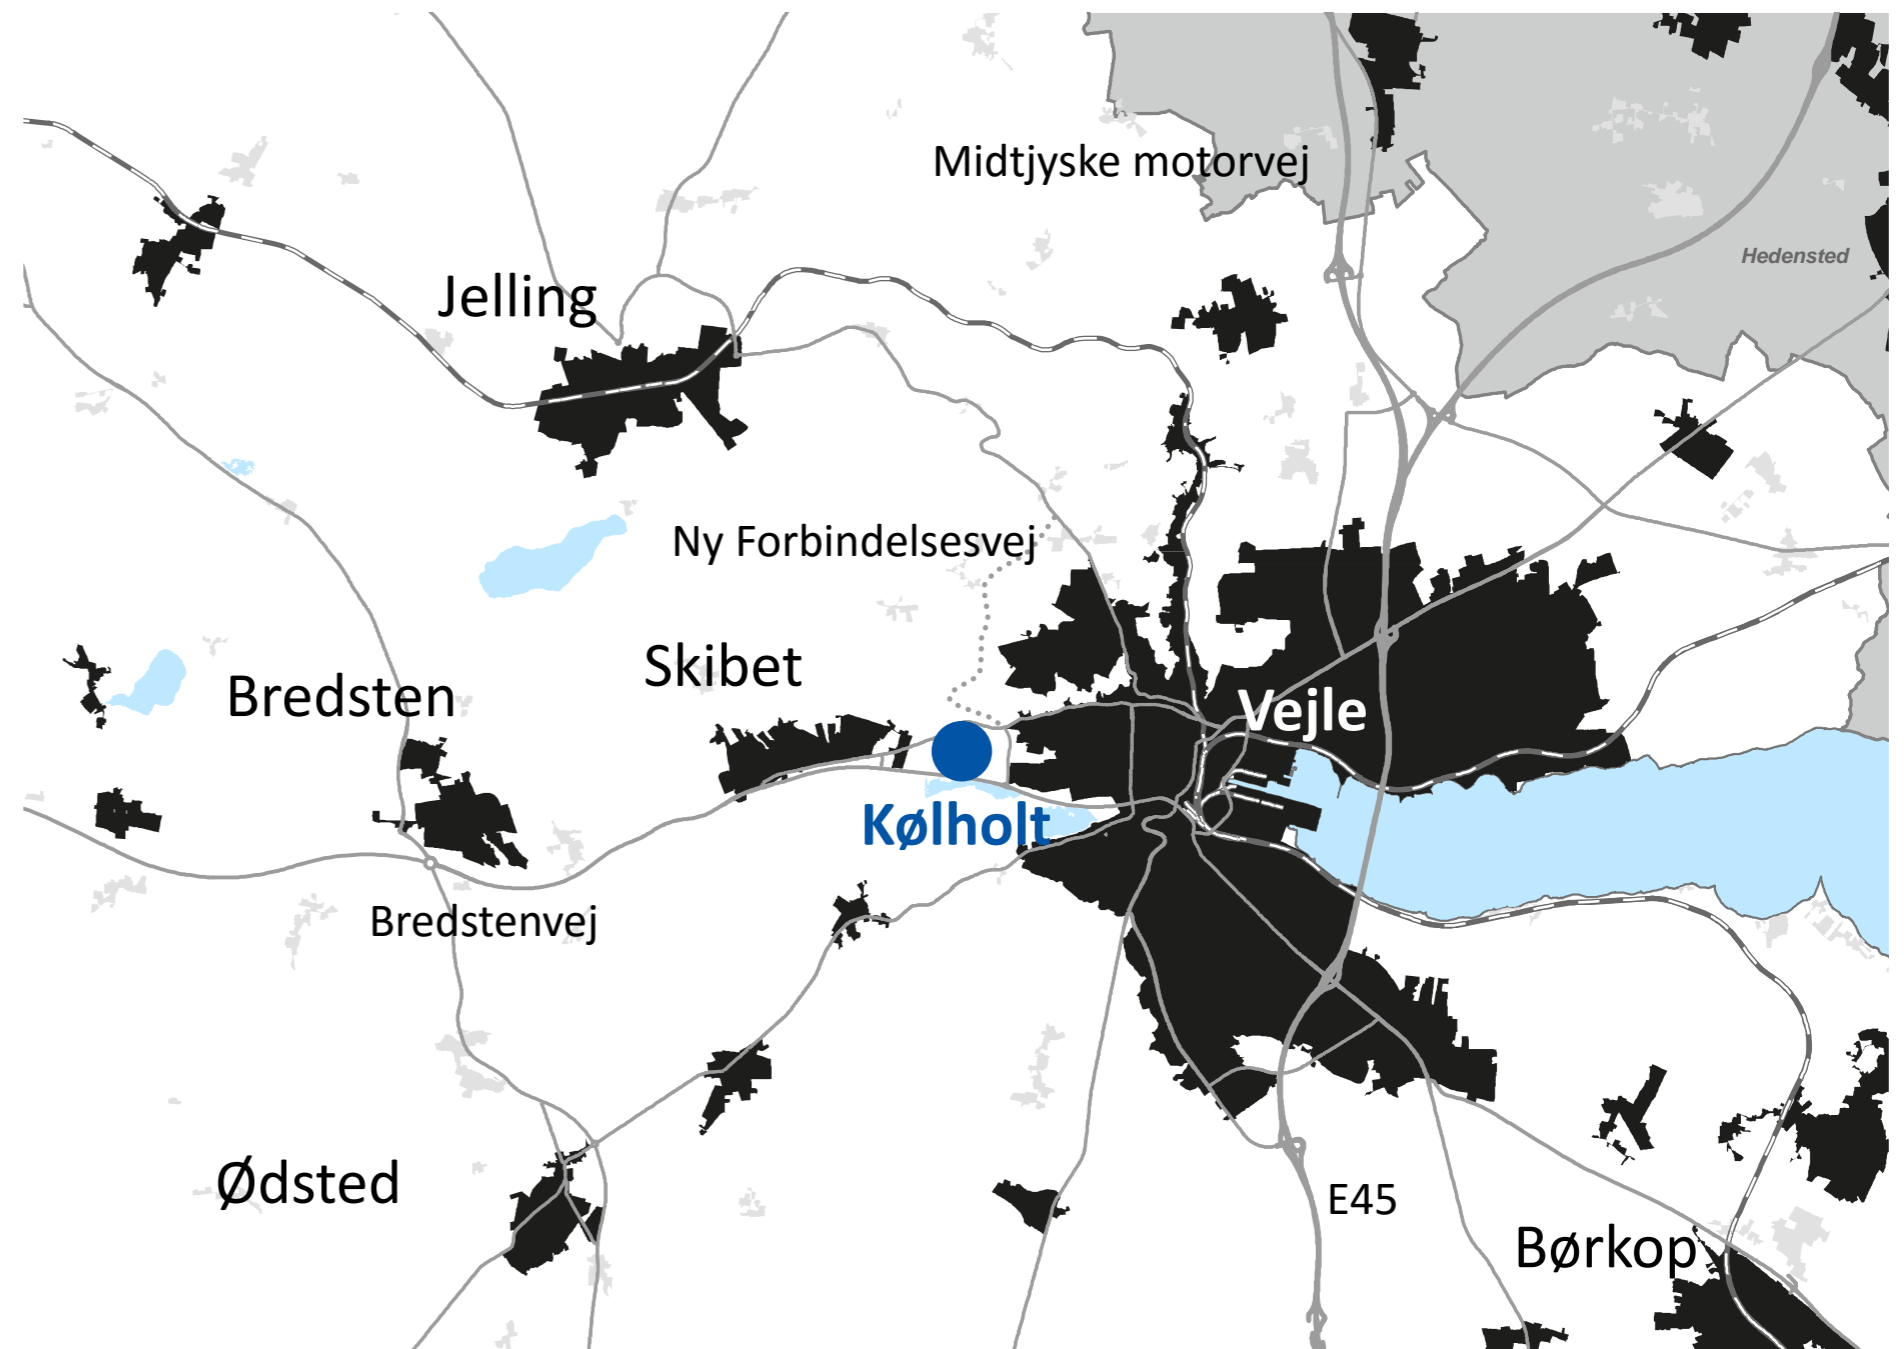 Midtjyske motorvej
Hedensted
Jelling
Ny Forbindelsesvej
Skibet
Bredsten
Vejle
Kølholt
Bredstenvej
Ødsted
E45
Børkop